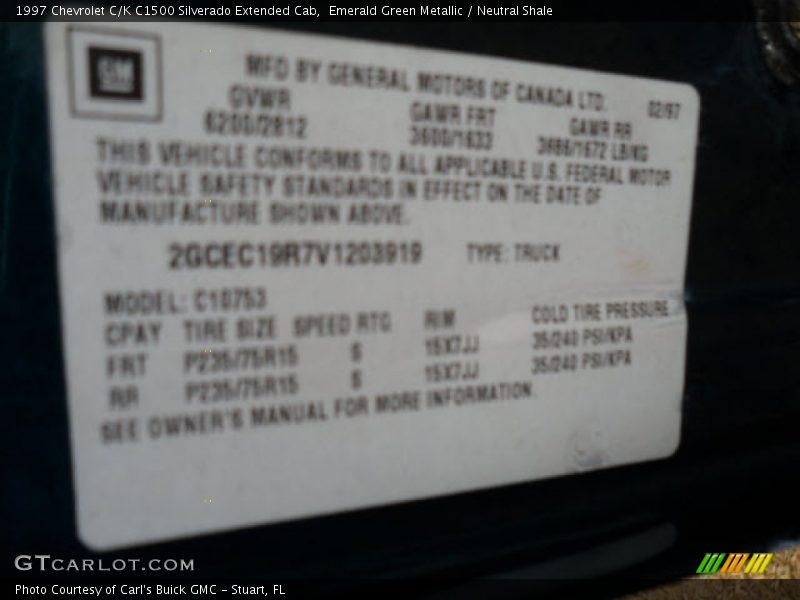 1997 Chevrolet C/K C1500 Silverado Extended Cab,  Emerald Green Metallic / Neutral Shale
GM
MFD BY GENERAL MOTORS OF CANADA LTD.
02/97
GVWR GAWR FRT GAWR RR
6200/2812 3600/1633 3686/1672 LB/KG
THIS VEHICLE CONFORMS TO ALL APPLICABLE U.S. FEDERAL MOTOR
VEHICLE SAFETY STANDARDS IN EFFECT ON THE DATE OF
MANUFACTURE SHOWN ABOVE.
2GCEC19R7V1203919 TYPE: TRUCK
MODEL: C10753
CPAY TIRE SIZE SPEED RTG RIM COLD TIRE PRESSURE
FRT P235/75R15 S 15X7JJ 35/240 PSI/KPA
RR P235/75R15 S 15X7JJ 35/240 PSI/KPA
SEE OWNER'S MANUAL FOR MORE INFORMATION.
GTCARLOT.COM
Photo Courtesy of Carl's Buick GMC - Stuart, FL